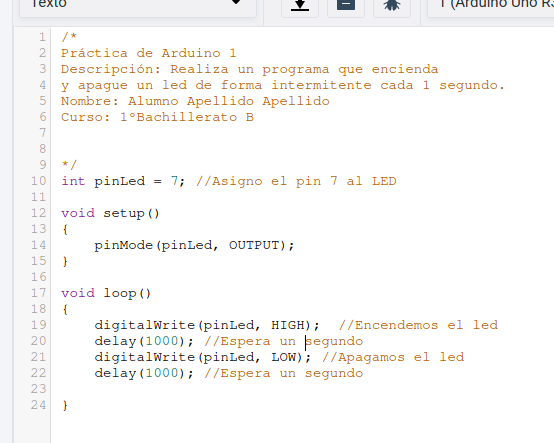 Texto
1 (Arduino Uno R3
1 /*
2 Práctica de Arduino 1
3 Descripción: Realiza un programa que encienda
4 y apague un led de forma intermitente cada 1 segundo.
5 Nombre: Alumno Apellido Apellido
6 Curso: 1ºBachillerato B
7
8
9 */
10 int pinLed = 7; //Asigno el pin 7 al LED
11
12 void setup()
13 {
14     pinMode(pinLed, OUTPUT);
15 }
16
17 void loop()
18 {
19     digitalWrite(pinLed, HIGH);  //Encendemos el led
20     delay(1000); //Espera un segundo
21     digitalWrite(pinLed, LOW); //Apagamos el led
22     delay(1000); //Espera un segundo
23
24 }